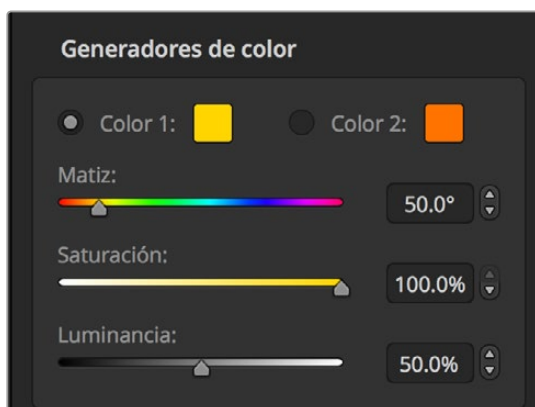 Generadores de color
Color 1: Color 2:
Matiz:
50.0°
Saturación:
100.0%
Luminancia:
50.0%